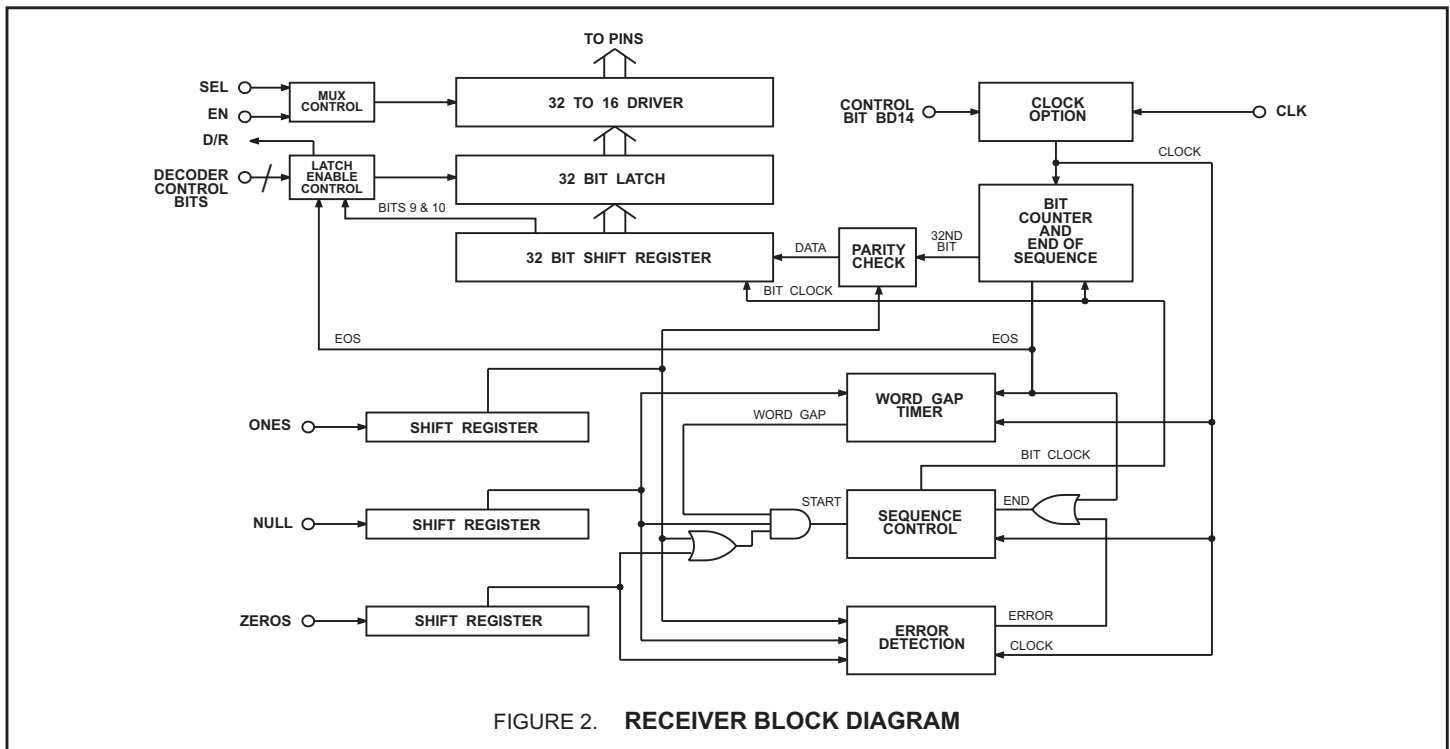 TO PINS
SEL
EN
MUX
CONTROL
32 TO 16 DRIVER
CONTROL
BIT BD14
CLOCK
OPTION
CLK
D/R
CLOCK
DECODER
CONTROL
BITS
LATCH
ENABLE
CONTROL
32 BIT LATCH
BITS 9 & 10
BIT
COUNTER
AND
END OF
SEQUENCE
32 BIT SHIFT REGISTER
DATA
PARITY
CHECK
32ND
BIT
BIT CLOCK
EOS
EOS
ONES
SHIFT REGISTER
WORD GAP
WORD GAP
TIMER
BIT CLOCK
NULL
SHIFT REGISTER
START
SEQUENCE
CONTROL
END
ZEROS
SHIFT REGISTER
ERROR
DETECTION
ERROR
CLOCK
FIGURE 2. RECEIVER BLOCK DIAGRAM